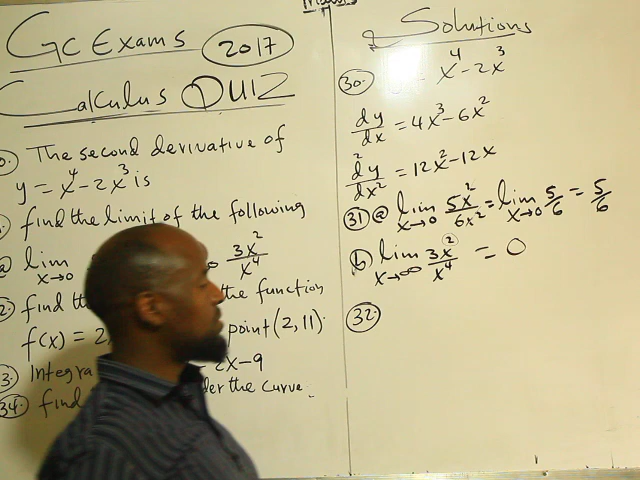 GC Exams 2017
Calculus QUIZ
The second derivative of
y = x⁴ - 2x³ is
find the limit of the following
@ lim x→0 ∞ 3x²/x⁴
find the function
f(x) = 2 point (2, 11).
Integra 2x-9
34. find the curve.
Solutions
30. x⁴ - 2x³
dy/dx = 4x³ - 6x²
d²y/dx² = 12x² - 12x
31 @ lim x→0 5x²/6x² = lim x→0 5/6 = 5/6
b lim x→∞ 3x²/x⁴ = 0
32.